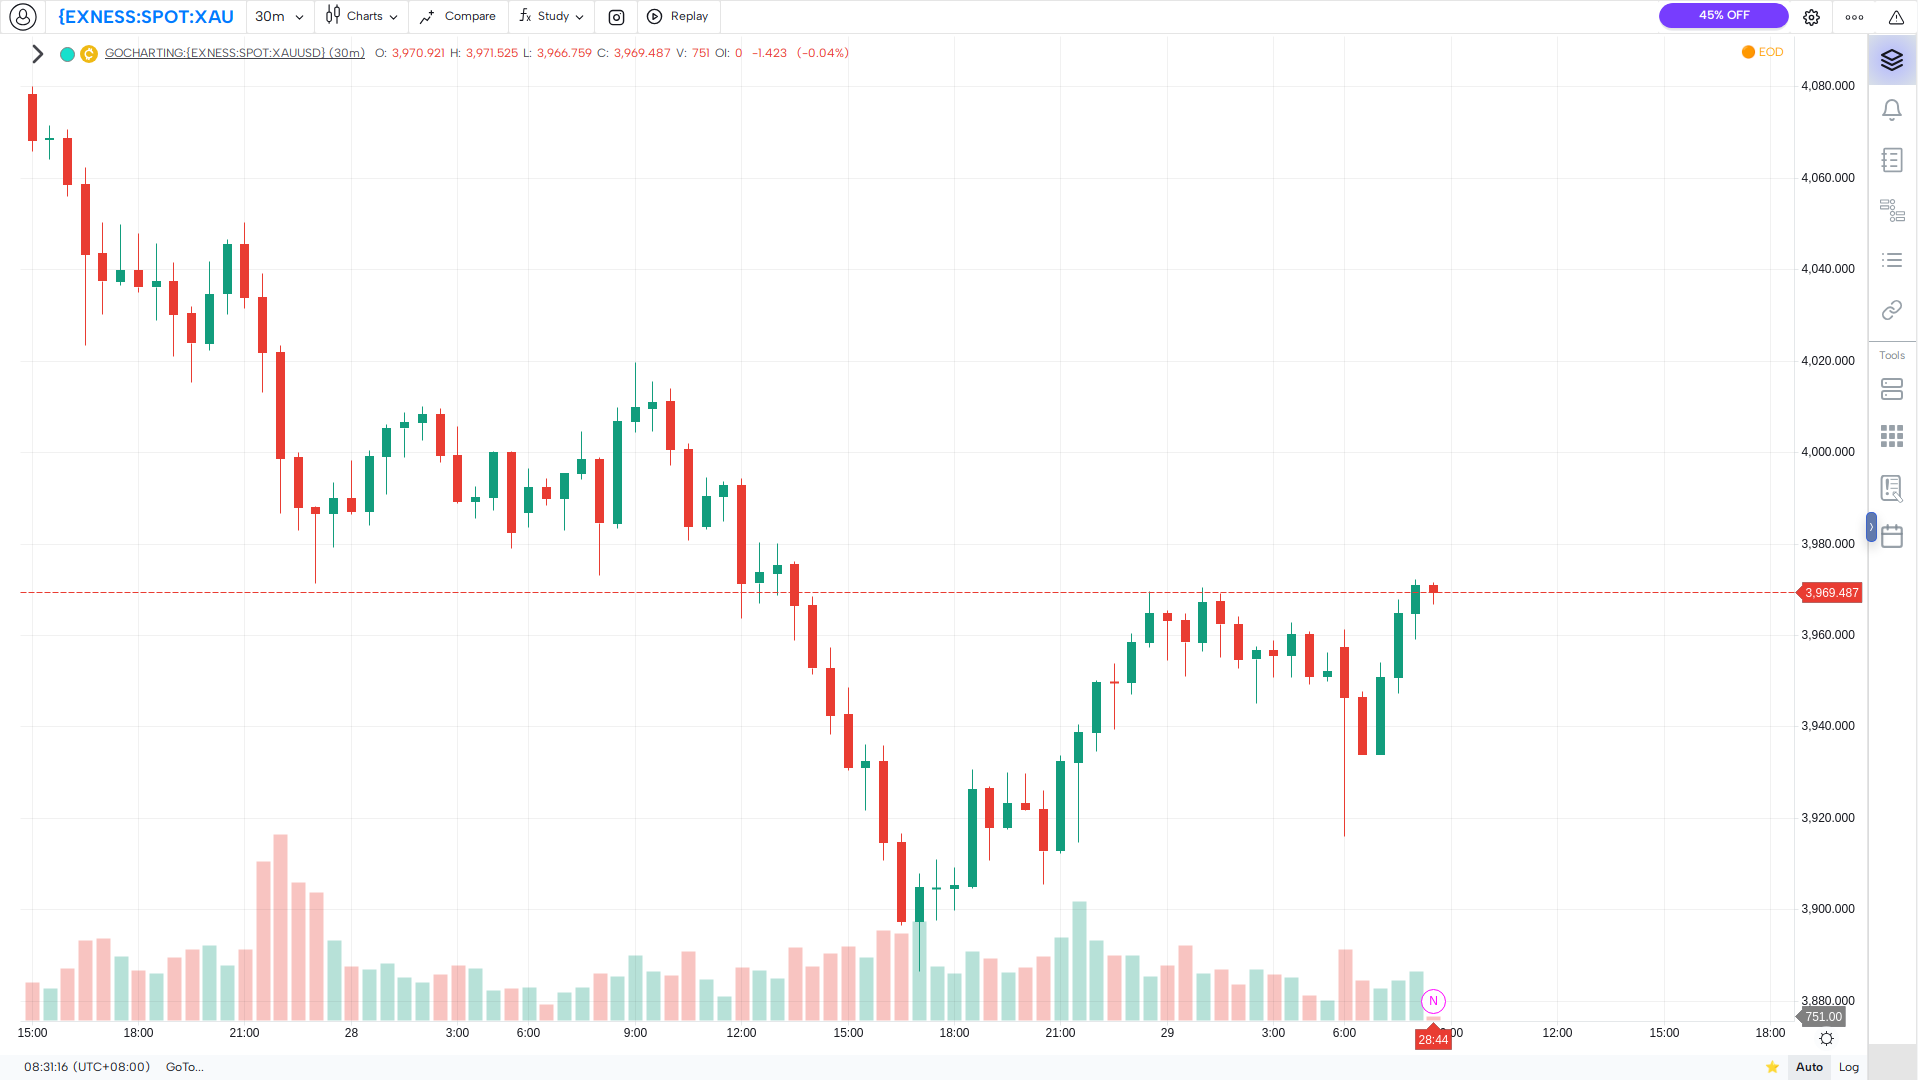 {EXNESS:SPOT:XAU 30m Charts Compare Study Replay 45% OFF
GOCHARTING:{EXNESS:SPOT:XAUUSD} (30m) O: 3,970.921 H: 3,971.525 L: 3,966.759 C: 3,969.487 V: 751 OI: 0 -1.423 (-0.04%) EOD
4,080.000
4,060.000
4,040.000
4,020.000
Tools
4,000.000
3,980.000
3,969.487
3,960.000
3,940.000
3,920.000
3,900.000
3,880.000
N
751.00
15:00 18:00 21:00 28 3:00 6:00 9:00 12:00 15:00 18:00 21:00 29 3:00 6:00 12:00 15:00 18:00
28:44
08:31:16 (UTC+08:00) GoTo... Auto Log